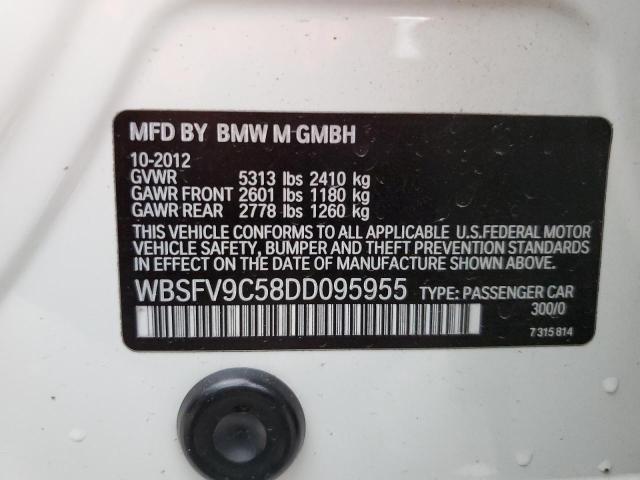 MFD BY BMW M GMBH
10-2012
GVWR 5313 lbs 2410 kg
GAWR FRONT 2601 lbs 1180 kg
GAWR REAR 2778 lbs 1260 kg
THIS VEHICLE CONFORMS TO ALL APPLICABLE U.S.FEDERAL MOTOR
VEHICLE SAFETY, BUMPER AND THEFT PREVENTION STANDARDS
IN EFFECT ON THE DATE OF MANUFACTURE SHOWN ABOVE.
WBSFV9C58DD095955 TYPE: PASSENGER CAR
300/0
7 315 814